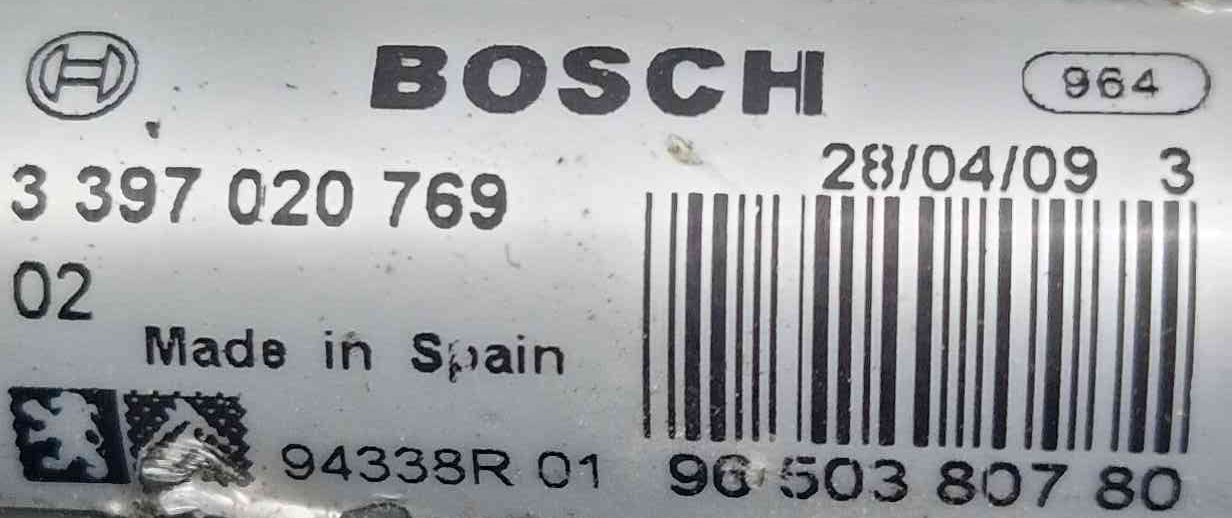 BOSCH 964
28/04/09 3
3 397 020 769
02
Made in Spain
94338R 01 96 503 807 80